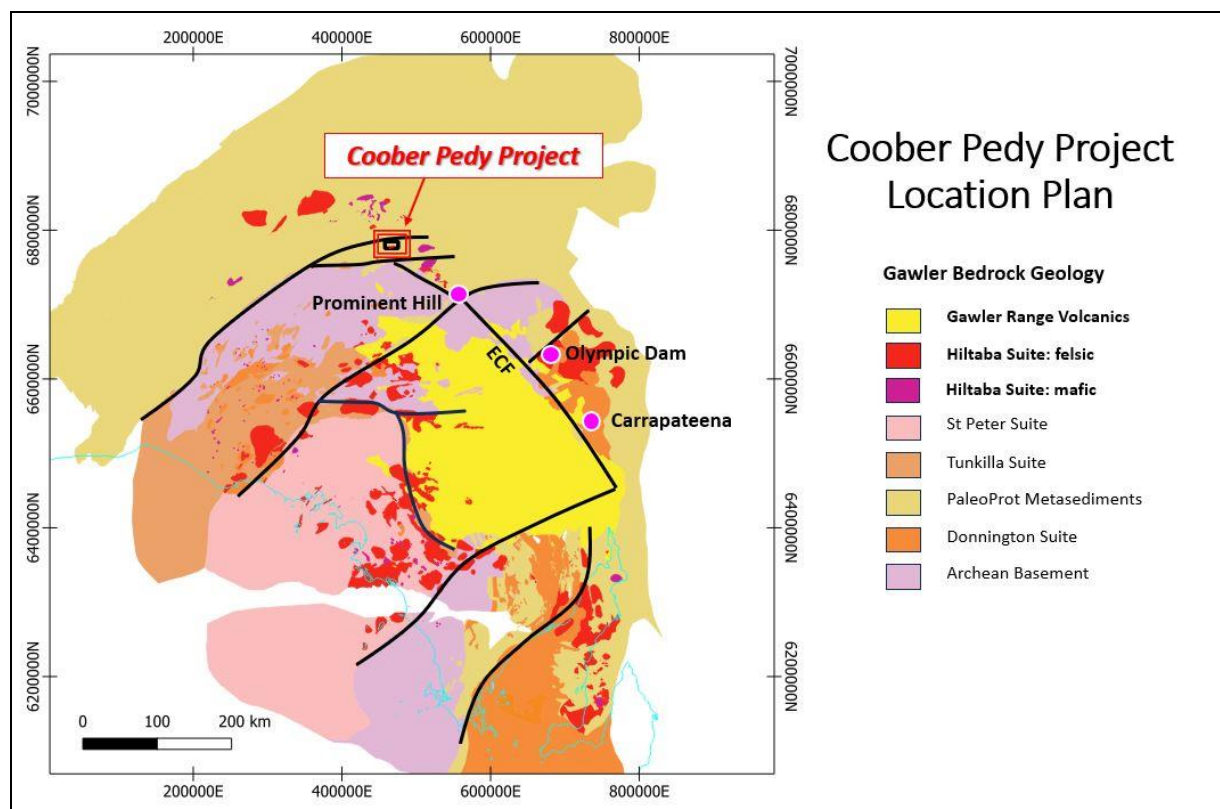 200000E 400000E 600000E 800000E
7000000N
7000000N
Coober Pedy Project
6800000N
6800000N
Prominent Hill
ECF
Olympic Dam
6600000N
6600000N
Carrapateena
6400000N
6400000N
6200000N
6200000N
0 100 200 km
200000E 400000E 600000E 800000E
Coober Pedy Project
Location Plan
Gawler Bedrock Geology
Gawler Range Volcanics
Hiltaba Suite: felsic
Hiltaba Suite: mafic
St Peter Suite
Tunkilla Suite
PaleoProt Metasediments
Donnington Suite
Archean Basement